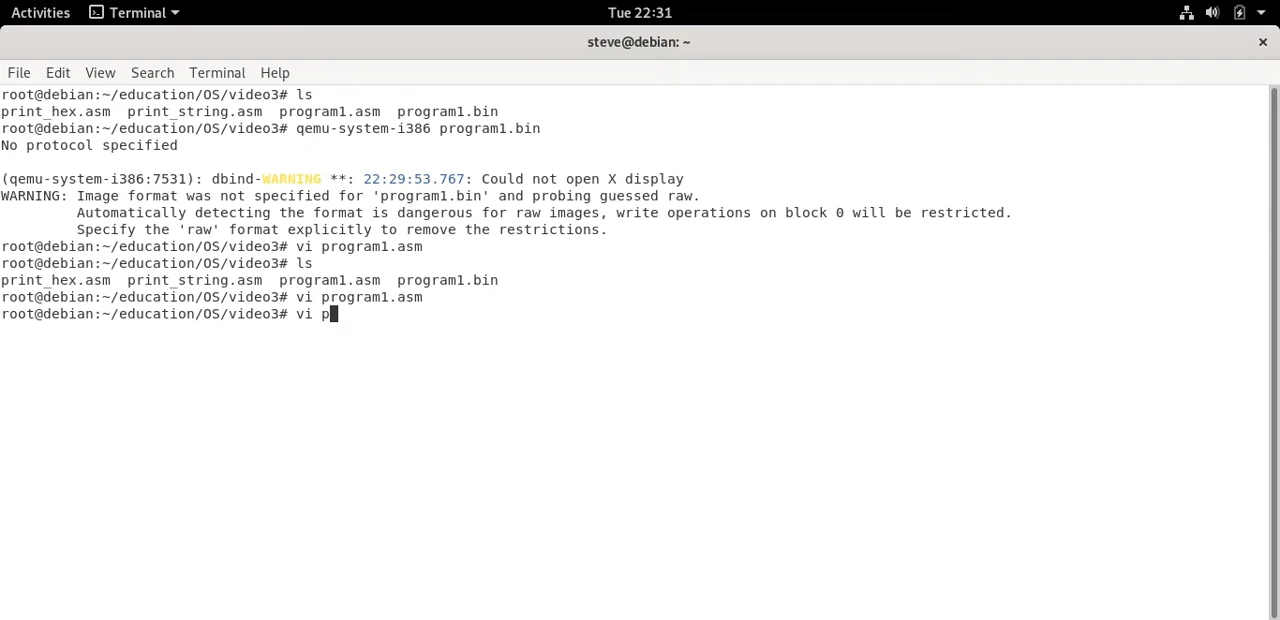 Activities Terminal Tue 22:31
steve@debian: ~ ×
File Edit View Search Terminal Help
root@debian:~/education/OS/video3# ls
print_hex.asm  print_string.asm  program1.asm  program1.bin
root@debian:~/education/OS/video3# qemu-system-i386 program1.bin
No protocol specified
(qemu-system-i386:7531): dbind-WARNING **: 22:29:53.767: Could not open X display
WARNING: Image format was not specified for 'program1.bin' and probing guessed raw.
         Automatically detecting the format is dangerous for raw images, write operations on block 0 will be restricted.
         Specify the 'raw' format explicitly to remove the restrictions.
root@debian:~/education/OS/video3# vi program1.asm
root@debian:~/education/OS/video3# ls
print_hex.asm  print_string.asm  program1.asm  program1.bin
root@debian:~/education/OS/video3# vi program1.asm
root@debian:~/education/OS/video3# vi p